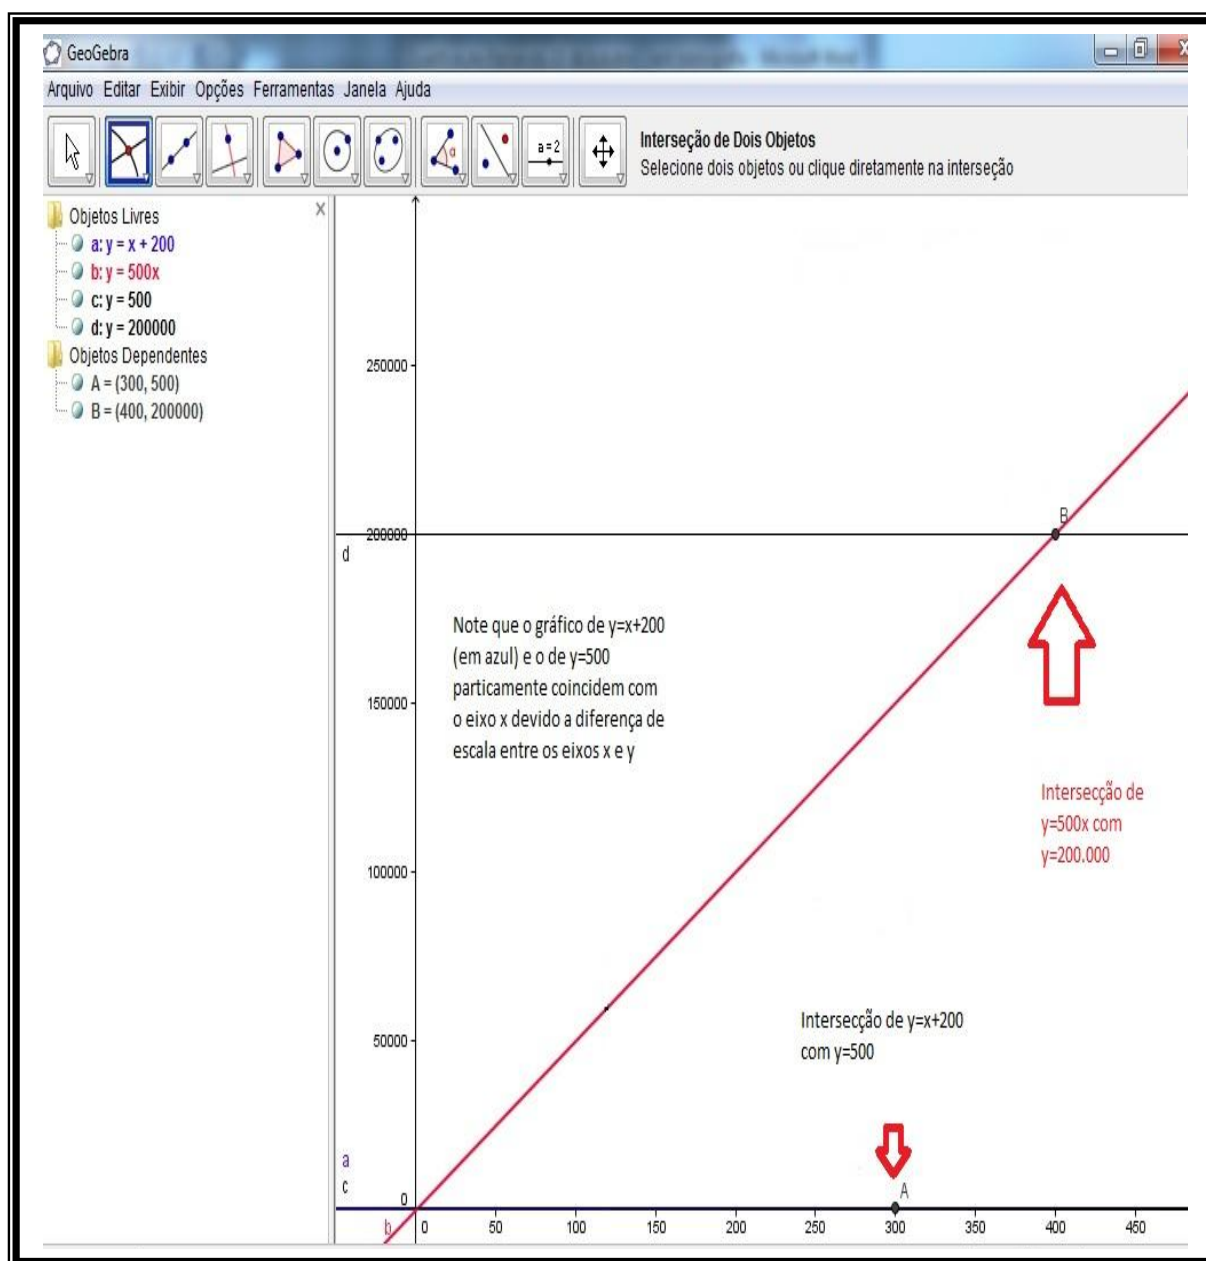 GeoGebra
Arquivo Editar Exibir Opções Ferramentas Janela Ajuda
a = 2
α
Interseção de Dois Objetos
Selecione dois objetos ou clique diretamente na interseção
Objetos Livres
a: y = x + 200
b: y = 500x
c: y = 500
d: y = 200000
Objetos Dependentes
A = (300, 500)
B = (400, 200000)
250000
200000
d
B
Note que o gráfico de y=x+200
(em azul) e o de y=500
particamente coincidem com
o eixo x devido a diferença de
escala entre os eixos x e y
150000
Intersecção de
y=500x com
y=200.000
100000
Intersecção de y=x+200
com y=500
50000
a
c
0
A
b
0 50 100 150 200 250 300 350 400 450